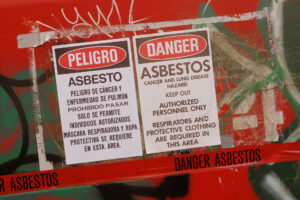 PELIGRO
ASBESTO
PELIGRO DE CÁNCER Y
ENFERMEDAD DE PULMON
PROHIBIDO PASAR
SOLO SE PERMITE
INDIVIDUOS AUTORIZADOS
MASCARA RESPIRADORA Y ROPA
PROTECTIVA SE REQUIERE
EN ESTA AREA.
DANGER
ASBESTOS
CANCER AND LUNG DISEASE
HAZARD
KEEP OUT
AUTHORIZED
PERSONNEL ONLY
RESPIRATORS AND
PROTECTIVE CLOTHING
ARE REQUIRED IN
THIS AREA
DANGER ASBESTOS
ER ASBESTOS